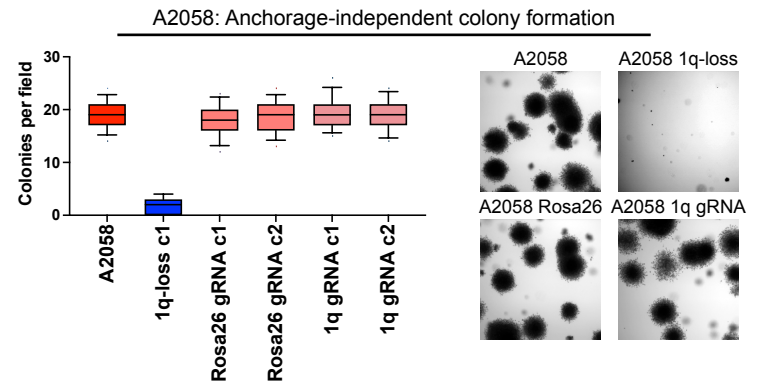 A2058: Anchorage-independent colony formation
Colonies per field
30
20
10
0
A2058
1q-loss c1
Rosa26 gRNA c1
Rosa26 gRNA c2
1q gRNA c1
1q gRNA c2
A2058
A2058 1q-loss
A2058 Rosa26
A2058 1q gRNA